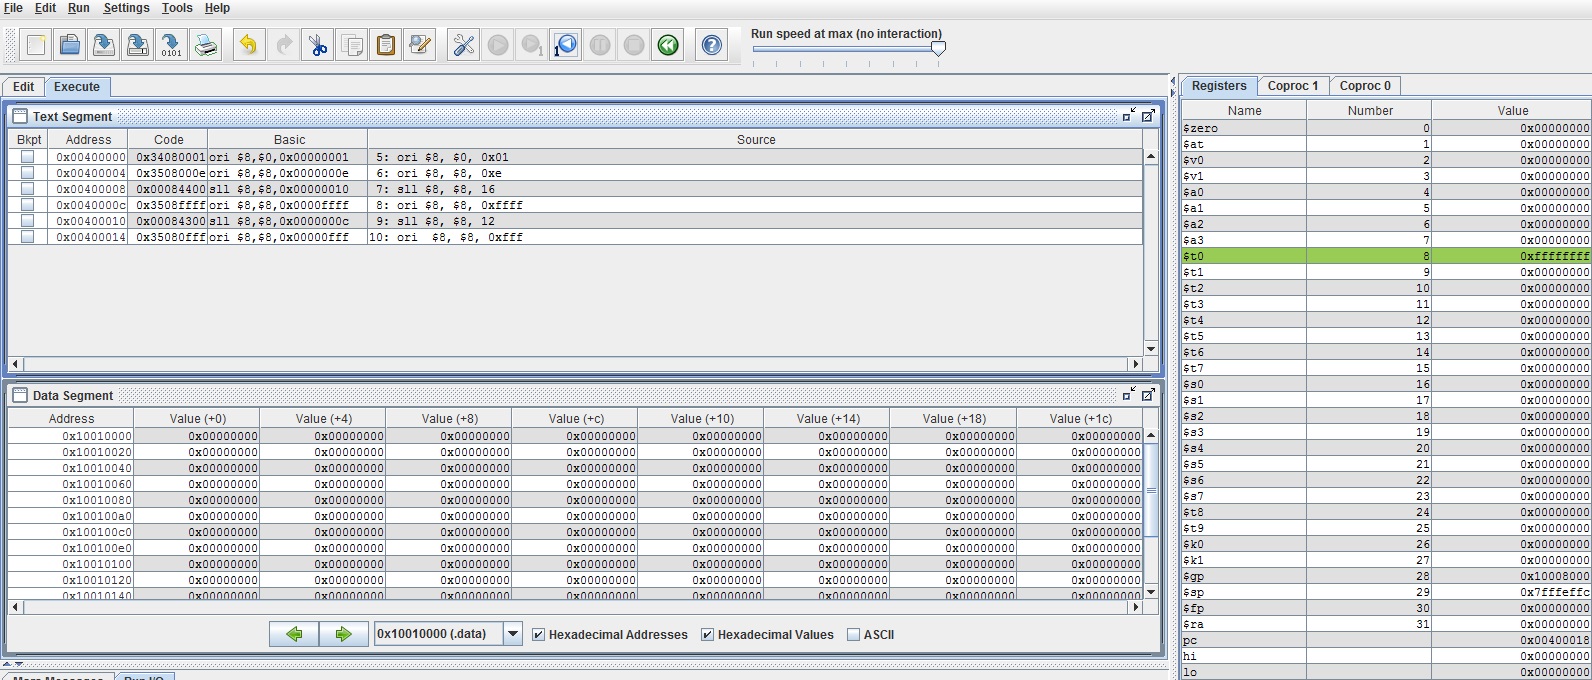 File Edit Run Settings Tools Help
Run speed at max (no interaction)
Edit Execute
Text Segment
Bkpt Address Code Basic Source
0x00400000 0x34080001 ori $8,$0,0x00000001 5: ori $8, $0, 0x01
0x00400004 0x3508000e ori $8,$8,0x0000000e 6: ori $8, $8, 0xe
0x00400008 0x00084400 sll $8,$8,0x00000010 7: sll $8, $8, 16
0x0040000c 0x3508ffff ori $8,$8,0x0000ffff 8: ori $8, $8, 0xffff
0x00400010 0x00084300 sll $8,$8,0x0000000c 9: sll $8, $8, 12
0x00400014 0x35080fff ori $8,$8,0x00000fff 10: ori $8, $8, 0xfff
Data Segment
Address Value (+0) Value (+4) Value (+8) Value (+c) Value (+10) Value (+14) Value (+18) Value (+1c)
0x10010000 0x00000000 0x00000000 0x00000000 0x00000000 0x00000000 0x00000000 0x00000000 0x00000000
0x10010020 0x00000000 0x00000000 0x00000000 0x00000000 0x00000000 0x00000000 0x00000000 0x00000000
0x10010040 0x00000000 0x00000000 0x00000000 0x00000000 0x00000000 0x00000000 0x00000000 0x00000000
0x10010060 0x00000000 0x00000000 0x00000000 0x00000000 0x00000000 0x00000000 0x00000000 0x00000000
0x10010080 0x00000000 0x00000000 0x00000000 0x00000000 0x00000000 0x00000000 0x00000000 0x00000000
0x100100a0 0x00000000 0x00000000 0x00000000 0x00000000 0x00000000 0x00000000 0x00000000 0x00000000
0x100100c0 0x00000000 0x00000000 0x00000000 0x00000000 0x00000000 0x00000000 0x00000000 0x00000000
0x100100e0 0x00000000 0x00000000 0x00000000 0x00000000 0x00000000 0x00000000 0x00000000 0x00000000
0x10010100 0x00000000 0x00000000 0x00000000 0x00000000 0x00000000 0x00000000 0x00000000 0x00000000
0x10010120 0x00000000 0x00000000 0x00000000 0x00000000 0x00000000 0x00000000 0x00000000 0x00000000
0x10010140 0x00000000 0x00000000 0x00000000 0x00000000 0x00000000 0x00000000 0x00000000 0x00000000
0x10010000 (.data) Hexadecimal Addresses Hexadecimal Values ASCII
Mars Messages Run I/O
Registers Coproc 1 Coproc 0
Name Number Value
$zero 0 0x00000000
$at 1 0x00000000
$v0 2 0x00000000
$v1 3 0x00000000
$a0 4 0x00000000
$a1 5 0x00000000
$a2 6 0x00000000
$a3 7 0x00000000
$t0 8 0xffffffff
$t1 9 0x00000000
$t2 10 0x00000000
$t3 11 0x00000000
$t4 12 0x00000000
$t5 13 0x00000000
$t6 14 0x00000000
$t7 15 0x00000000
$s0 16 0x00000000
$s1 17 0x00000000
$s2 18 0x00000000
$s3 19 0x00000000
$s4 20 0x00000000
$s5 21 0x00000000
$s6 22 0x00000000
$s7 23 0x00000000
$t8 24 0x00000000
$t9 25 0x00000000
$k0 26 0x00000000
$k1 27 0x00000000
$gp 28 0x10008000
$sp 29 0x7fffeffc
$fp 30 0x00000000
$ra 31 0x00000000
pc 0x00400018
hi 0x00000000
lo 0x00000000